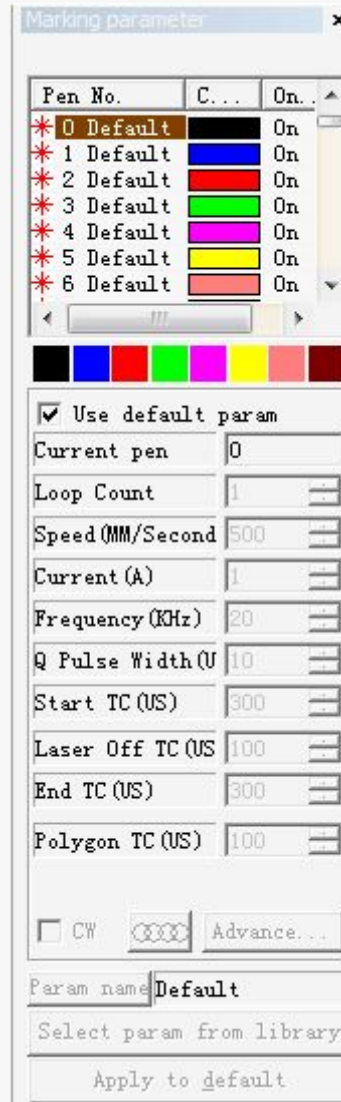 Marking parameter
Pen No. C... On..
0 Default On
1 Default On
2 Default On
3 Default On
4 Default On
5 Default On
6 Default On
Use default param
Current pen 0
Loop Count 1
Speed(MM/Second 500
Current(A) 1
Frequency(KHz) 20
Q Pulse Width(U 10
Start TC(US) 300
Laser Off TC(US 100
End TC(US) 300
Polygon TC(US) 100
CW Advance...
Param name Default
Select param from library
Apply to default